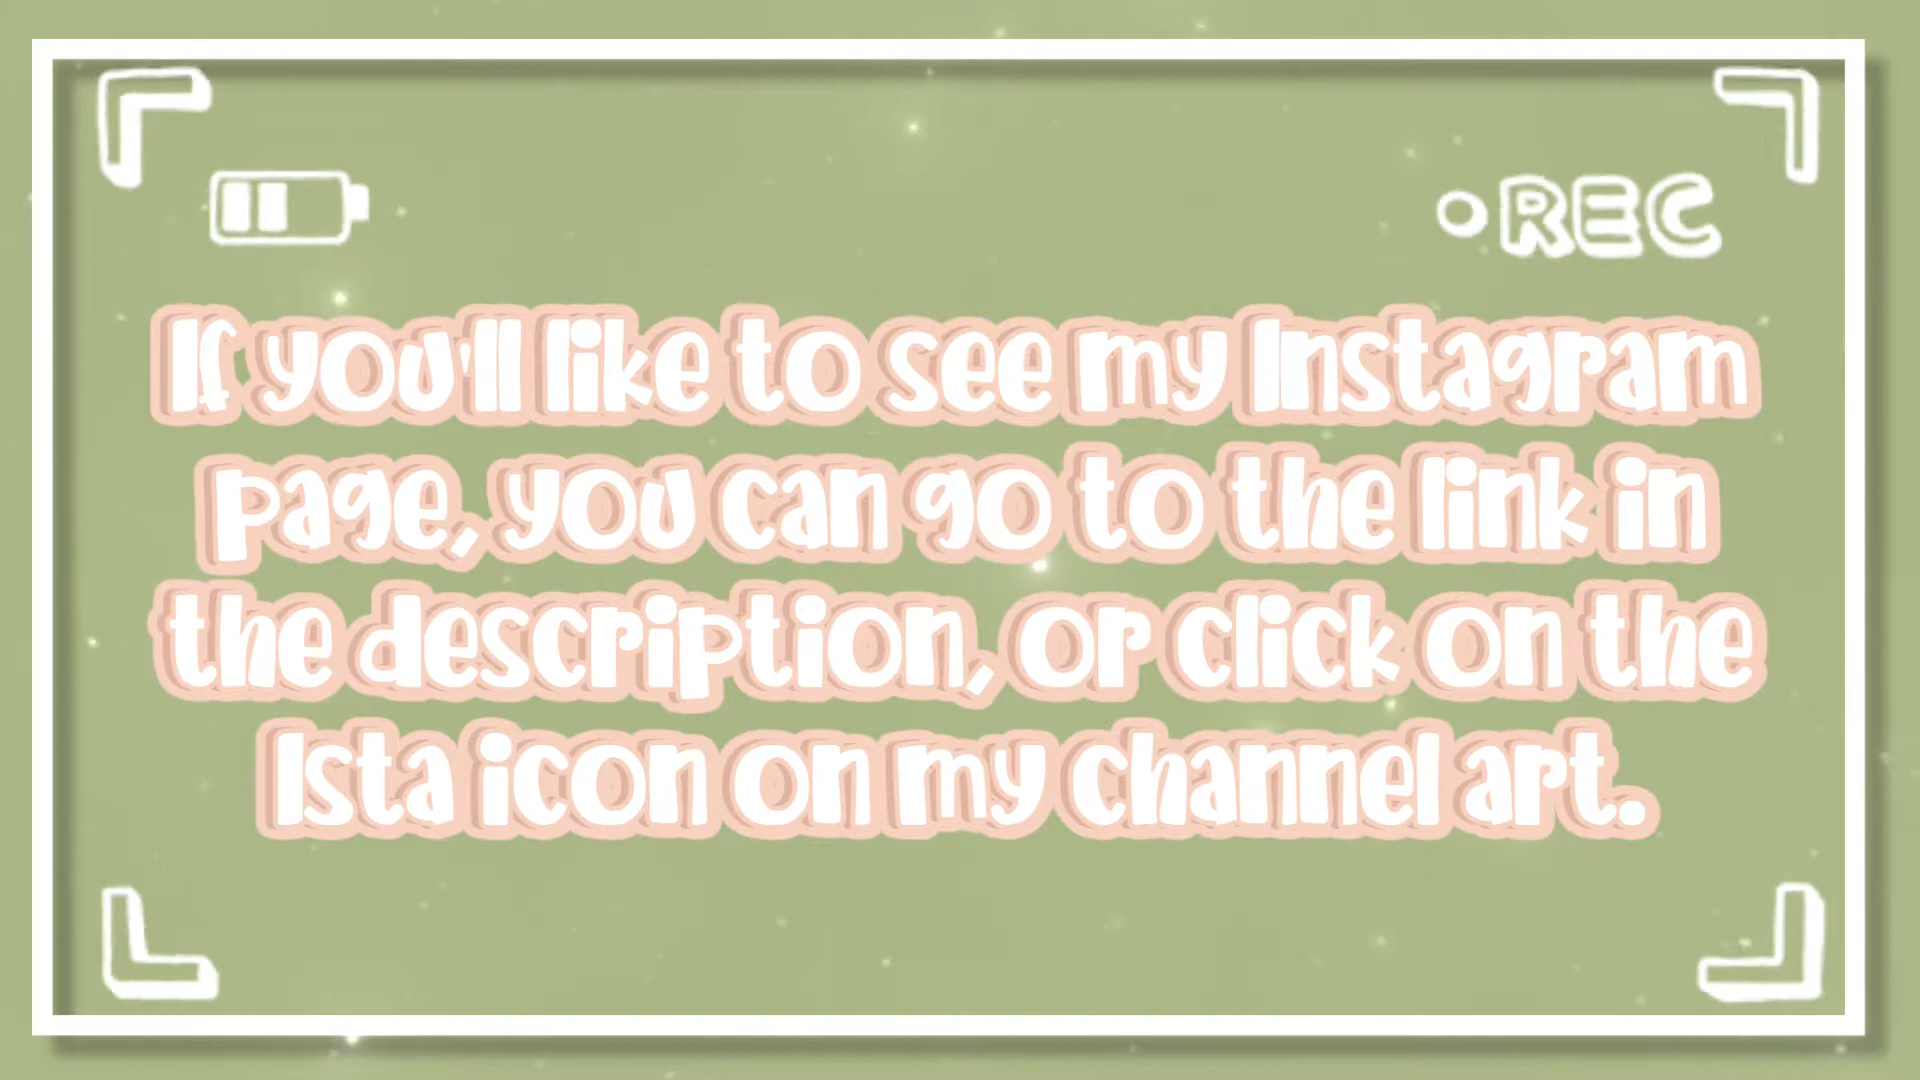 REC
If you'll like to see my Instagram
page, you can go to the link in
the description, or click on the
Ista icon on my channel art.